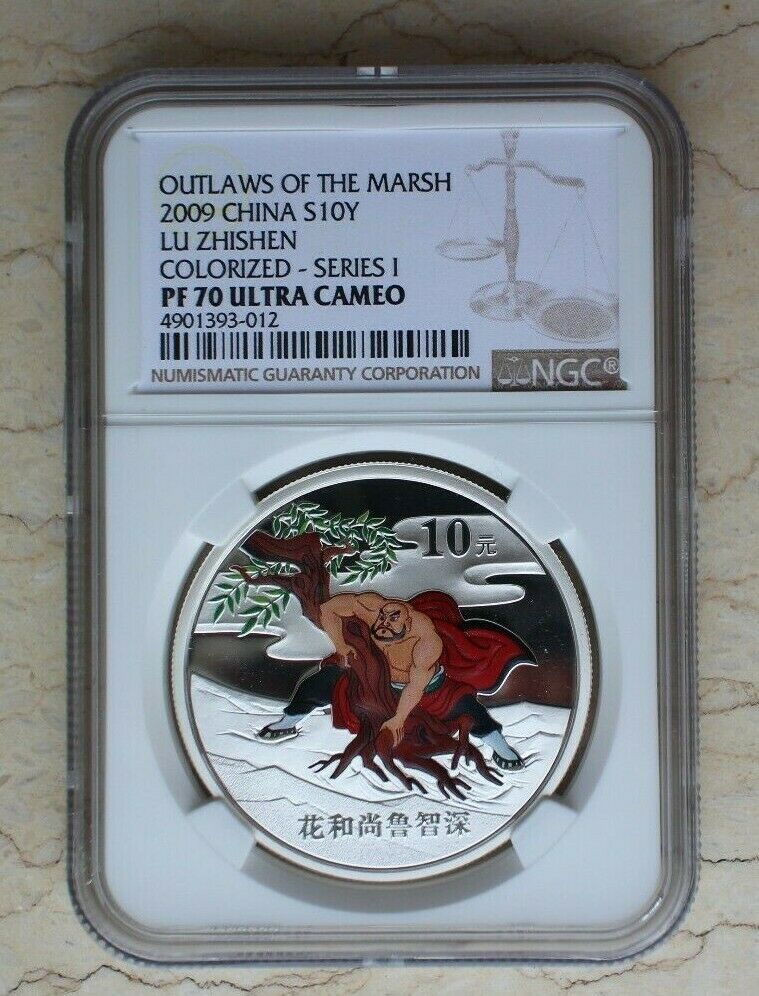 OUTLAWS OF THE MARSH
2009 CHINA S10Y
LU ZHISHEN
COLORIZED - SERIES I
PF 70 ULTRA CAMEO
4901393-012
NUMISMATIC GUARANTY CORPORATION
NGC®
10元
花和尚鲁智深